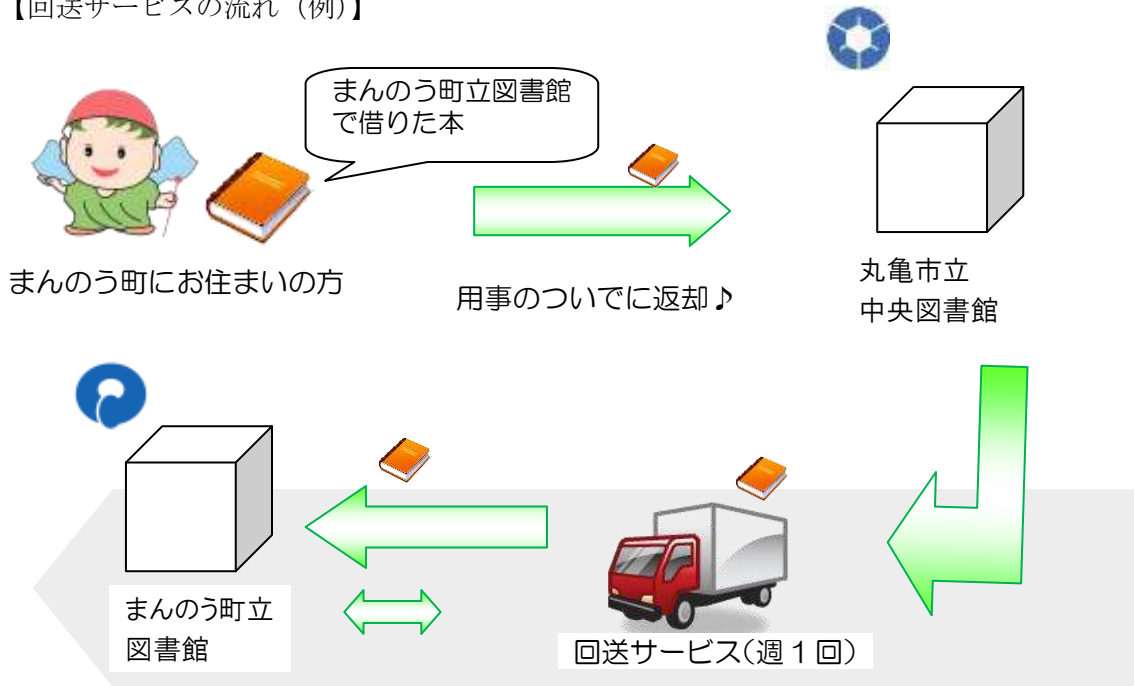 【回送サービスの流れ（例）】
まんのう町立図書館
で借りた本
まんのう町にお住まいの方
用事のついでに返却♪
丸亀市立
中央図書館
まんのう町立
図書館
回送サービス（週１回）